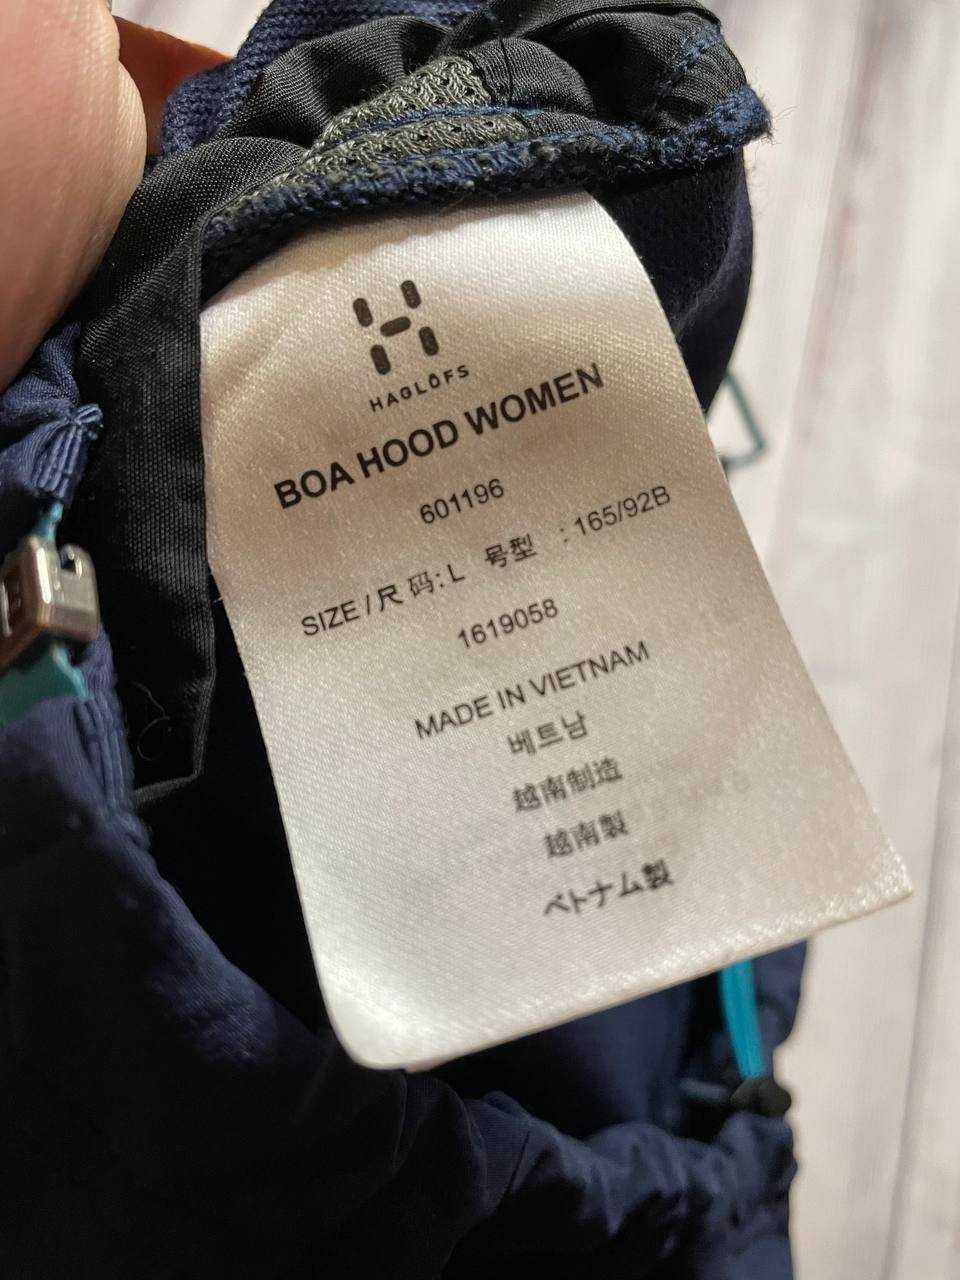 HAGLÖFS
BOA HOOD WOMEN
601196
SIZE / 尺 码: L 号型 : 165/92B
1619058
MADE IN VIETNAM
베트남
越南制造
越南製
ベトナム製